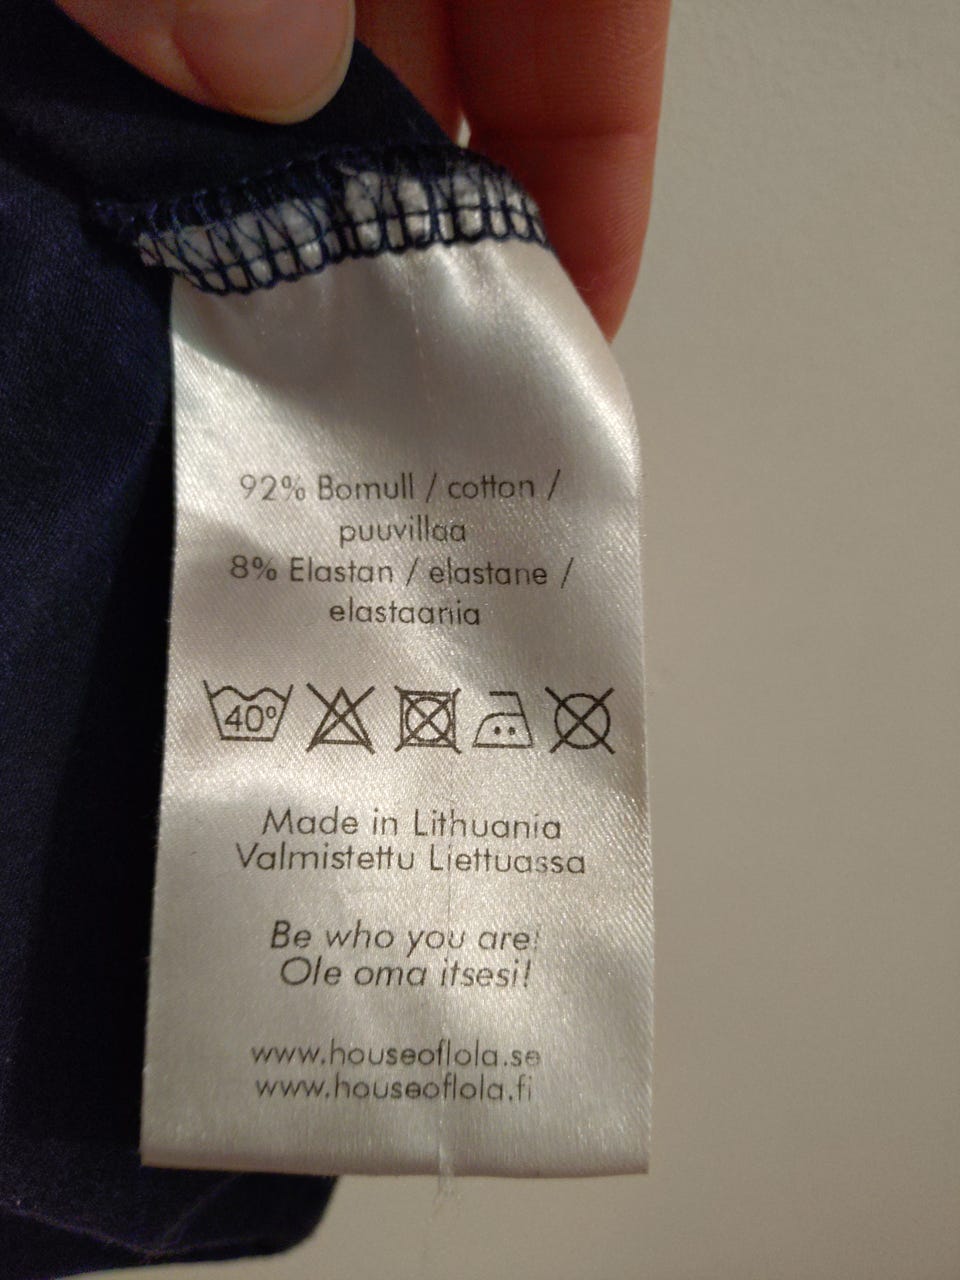 92% Bomull / cotton /
puuvillaa
8% Elastan / elastane /
elastaania
40°
Made in Lithuania
Valmistettu Liettuassa
Be who you are!
Ole oma itsesi!
www.houseoflola.se
www.houseoflola.fi